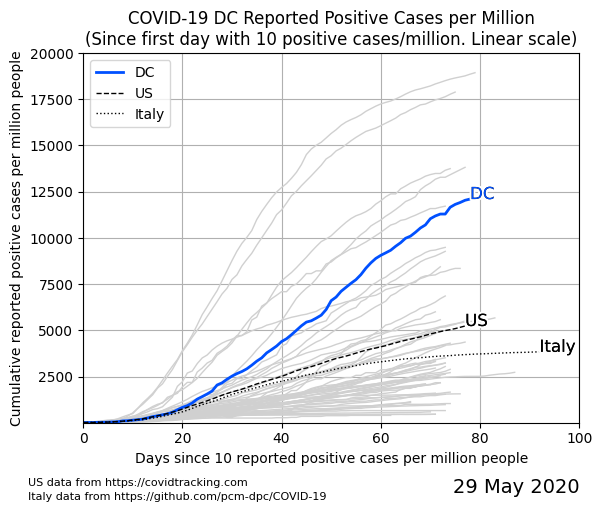 COVID-19 DC Reported Positive Cases per Million
(Since first day with 10 positive cases/million. Linear scale)
Cumulative reported positive cases per million people
20000
17500
15000
12500
10000
7500
5000
2500
DC
US
Italy
DC
US
Italy
0
20
40
60
80
100
Days since 10 reported positive cases per million people
US data from https://covidtracking.com
Italy data from https://github.com/pcm-dpc/COVID-19
29 May 2020